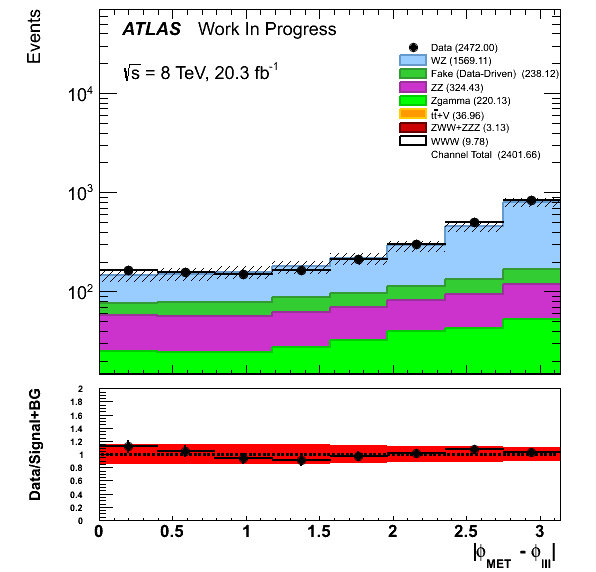 Events
ATLAS Work In Progress
√s = 8 TeV, 20.3 fb⁻¹
Data (2472.00)
WZ (1569.11)
Fake (Data-Driven) (238.12)
ZZ (324.43)
Zgamma (220.13)
tt̄+V (36.96)
ZWW+ZZZ (3.13)
WWW (9.78)
Channel Total (2401.66)
10⁴
10³
10²
Data/Signal+BG
2
1.8
1.6
1.4
1.2
1
0.8
0.6
0.4
0.2
0
0 0.5 1 1.5 2 2.5 3
|ϕ_MET - ϕ_lll|